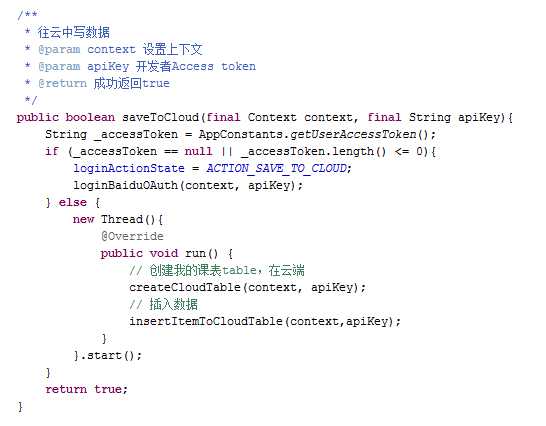 /**
 * 往云中写数据
 * @param context 设置上下文
 * @param apiKey 开发者Access token
 * @return 成功返回true
 */
public boolean saveToCloud(final Context context, final String apiKey){
    String _accessToken = AppConstants.getUserAccessToken();
    if (_accessToken == null || _accessToken.length() <= 0){
        loginActionState = ACTION_SAVE_TO_CLOUD;
        loginBaiduOAuth(context, apiKey);
    } else {
        new Thread(){
            @Override
            public void run() {
                // 创建我的课表table，在云端
                createCloudTable(context, apiKey);
                // 插入数据
                insertItemToCloudTable(context,apiKey);
            }
        }.start();
    }
    return true;
}